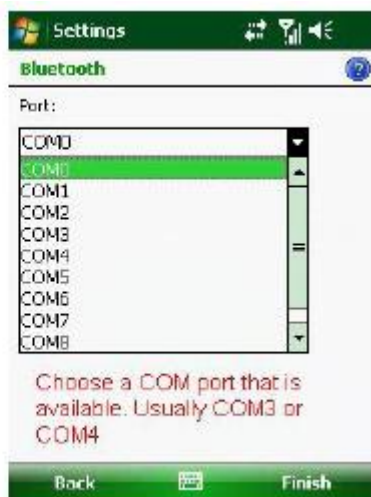 Settings
Bluetooth
Port:
COM0
COM0
COM1
COM2
COM3
COM4
COM5
COM6
COM7
COM8
Choose a COM port that is
available. Usually COM3 or
COM4
Back Finish